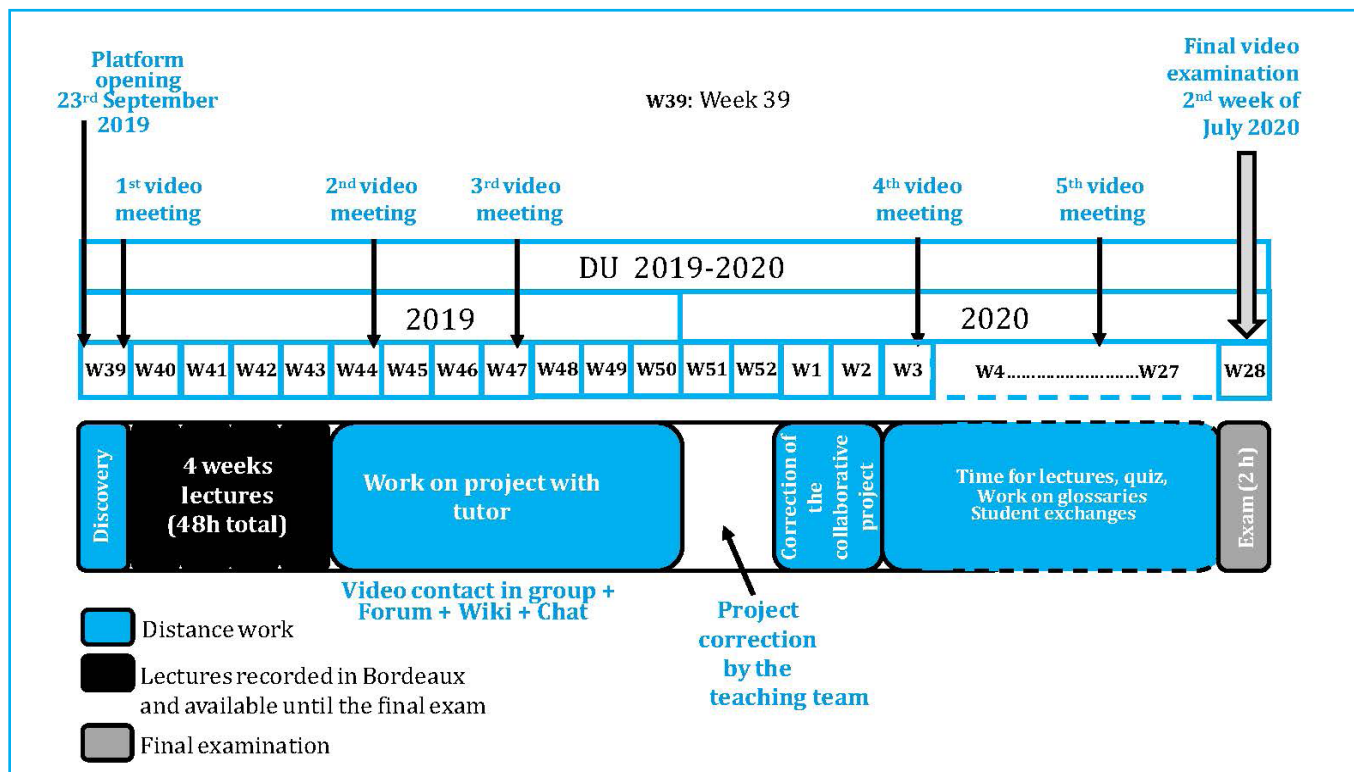 Platform
opening
23rd September
2019
W39: Week 39
Final video
examination
2nd week of
July 2020
1st video
meeting
2nd video
meeting
3rd video
meeting
4th video
meeting
5th video
meeting
DU 2019-2020
2019
2020
W39 W40 W41 W42 W43 W44 W45 W46 W47 W48 W49 W50 W51 W52 W1 W2 W3 W4...........................W27 W28
Discovery
4 weeks
lectures
(48h total)
Work on project with
tutor
Correction of
the
collaborative
project
Time for lectures, quiz,
Work on glossaries
Student exchanges
Exam (2 h)
Video contact in group +
Forum + Wiki + Chat
Project
correction
by the
teaching team
Distance work
Lectures recorded in Bordeaux
and available until the final exam
Final examination